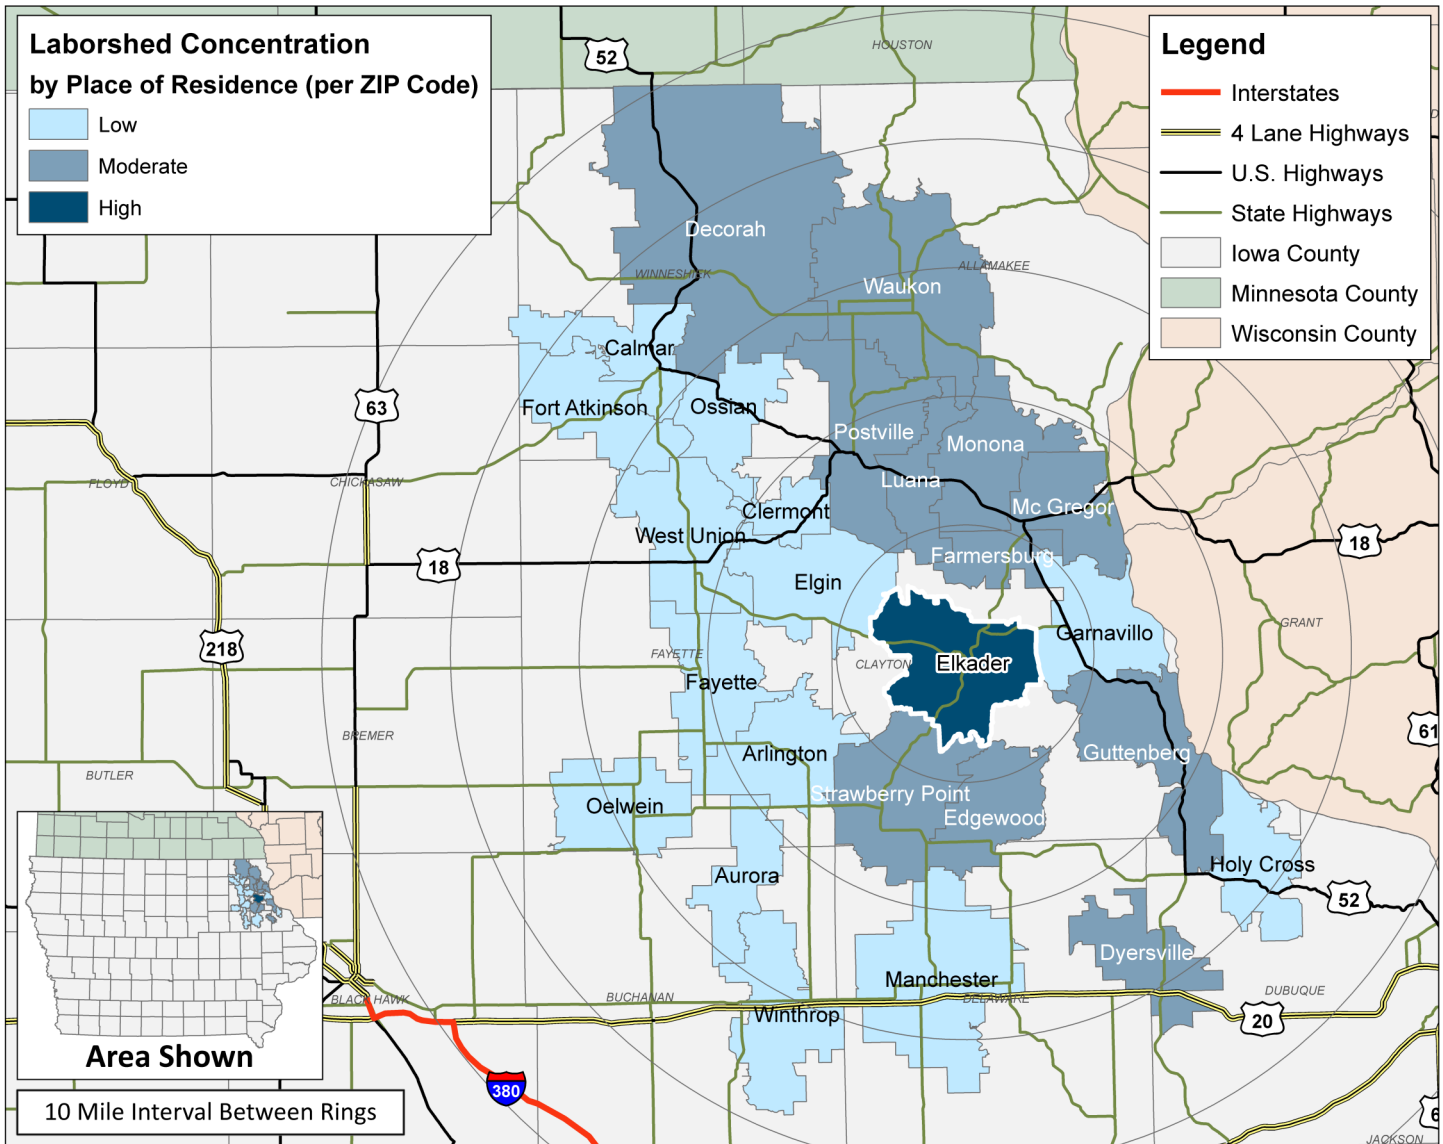 Laborshed Concentration
by Place of Residence (per ZIP Code)
Low
Moderate
High
Legend
Interstates
4 Lane Highways
U.S. Highways
State Highways
Iowa County
Minnesota County
Wisconsin County
52
HOUSTON
Decorah
WINNESHIEK
ALLAMAKEE
Waukon
Calmar
63
Fort Atkinson
Ossian
Postville
Monona
FLOYD
CHICKASAW
Luana
Clermont
Mc Gregor
West Union
18
18
Farmersburg
Elgin
GRANT
Garnavillo
218
FAYETTE
CLAYTON
Elkader
Fayette
BREMER
61
Arlington
Guttenberg
BUTLER
Oelwein
Strawberry Point
Edgewood
Aurora
Holy Cross
52
Dyersville
Manchester
BLACK HAWK
BUCHANAN
DELAWARE
DUBUQUE
Winthrop
20
Area Shown
380
10 Mile Interval Between Rings
6
JACKSON